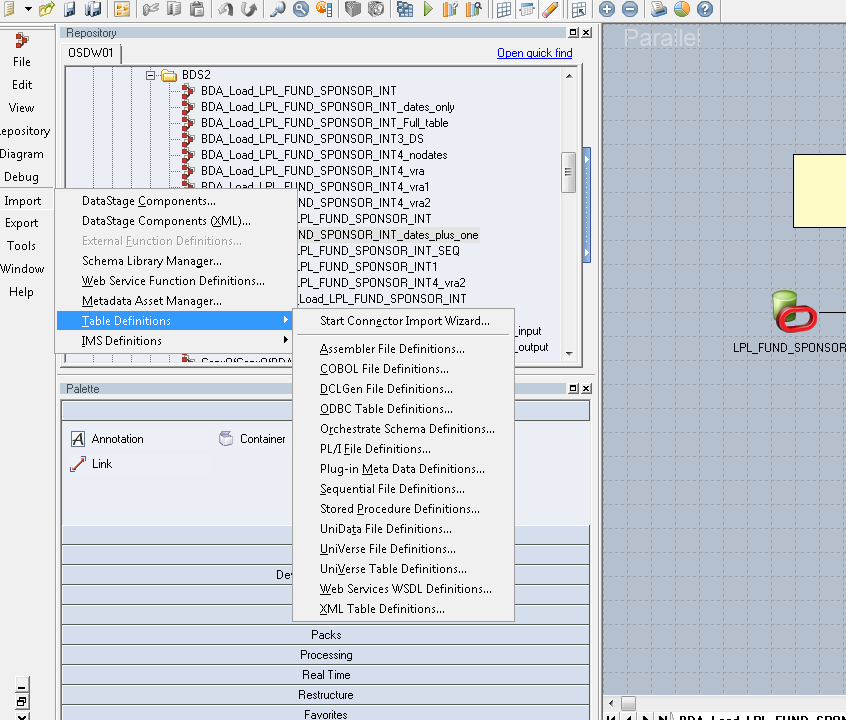 Repository
OSDW01
Open quick find
File
Edit
View
epository
Diagram
Debug
Import
Export
Tools
Window
Help
BDS2
BDA_Load_LPL_FUND_SPONSOR_INT
BDA_Load_LPL_FUND_SPONSOR_INT_dates_only
BDA_Load_LPL_FUND_SPONSOR_INT_Full_table
BDA_Load_LPL_FUND_SPONSOR_INT3_DS
BDA_Load_LPL_FUND_SPONSOR_INT4_nodates
BDA_Load_LPL_FUND_SPONSOR_INT4_vra
BDA_Load_LPL_FUND_SPONSOR_INT4_vra1
ND_SPONSOR_INT4_vra2
LPL_FUND_SPONSOR_INT
ND_SPONSOR_INT_dates_plus_one
LPL_FUND_SPONSOR_INT_SEQ
LPL_FUND_SPONSOR_INT1
LPL_FUND_SPONSOR_INT4_vra2
Load_LPL_FUND_SPONSOR_INT
_input
_output
DataStage Components...
DataStage Components (XML)...
External Function Definitions...
Schema Library Manager...
Web Service Function Definitions...
Metadata Asset Manager...
Table Definitions
IMS Definitions
Start Connector Import Wizard...
Assembler File Definitions...
COBOL File Definitions...
DCLGen File Definitions...
ODBC Table Definitions...
Orchestrate Schema Definitions...
PL/I File Definitions...
Plug-in Meta Data Definitions...
Sequential File Definitions...
Stored Procedure Definitions...
UniData File Definitions...
UniVerse File Definitions...
UniVerse Table Definitions...
Web Services WSDL Definitions...
XML Table Definitions...
Palette
Annotation
Container
Link
De
Packs
Processing
Real Time
Restructure
Favorites
Parallel
LPL_FUND_SPONSOR